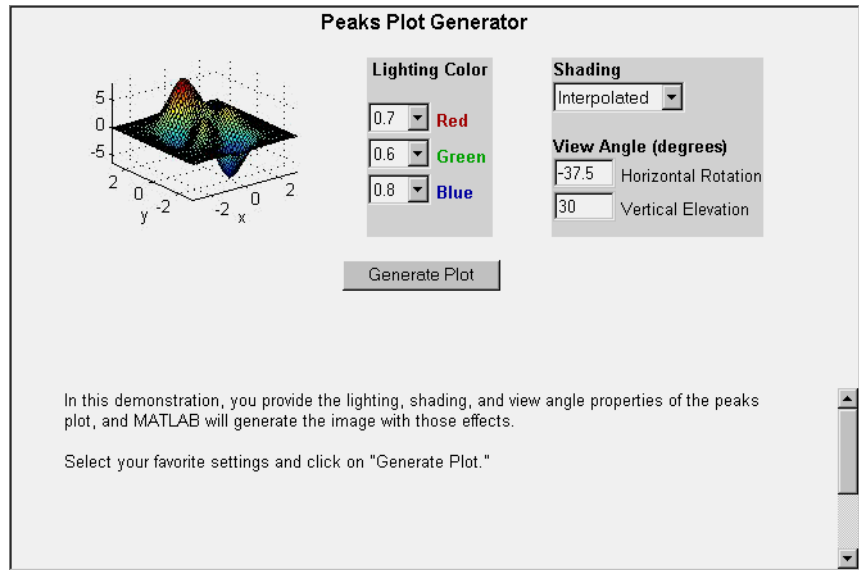 Peaks Plot Generator
5
0
-5
2
0
-2
y
-2
0
2
x
Lighting Color
0.7 Red
0.6 Green
0.8 Blue
Shading
Interpolated
View Angle (degrees)
-37.5 Horizontal Rotation
30 Vertical Elevation
Generate Plot
In this demonstration, you provide the lighting, shading, and view angle properties of the peaks
plot, and MATLAB will generate the image with those effects.
Select your favorite settings and click on "Generate Plot."